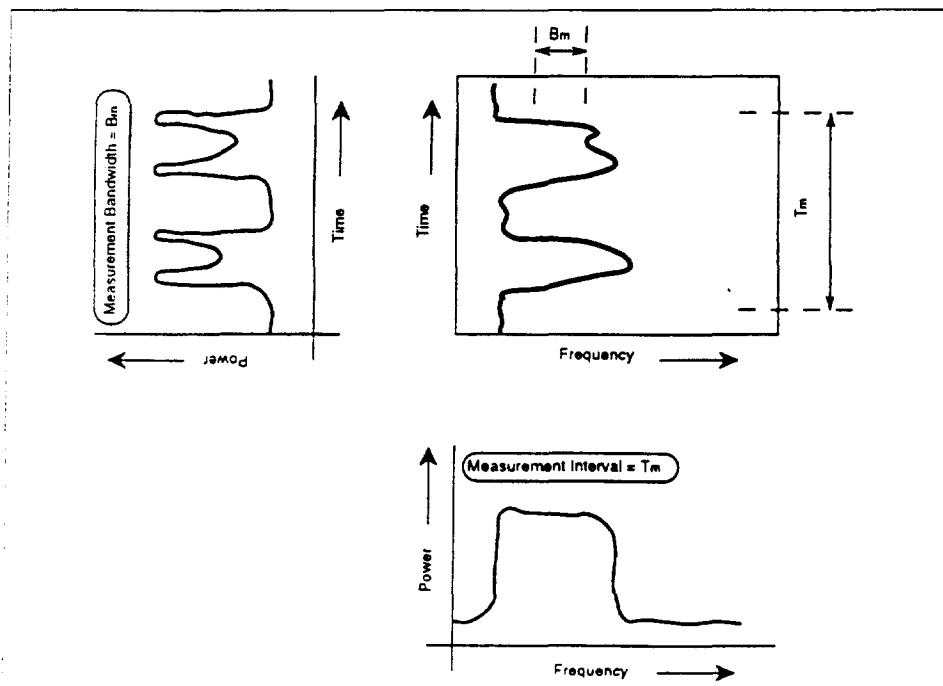 Bm
Measurement Bandwidth = Bm
Time
Power
Time
Tm
Frequency
Measurement Interval = Tm
Power
Frequency